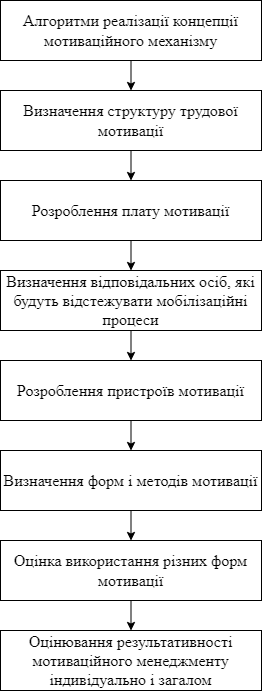 Алгоритми реалізації концепції
мотиваційного механізму
Визначення структуру трудової
мотивації
Розроблення плату мотивації
Визначення відповідальних осіб, які
будуть відстежувати мобілізаційні
процеси
Розроблення пристроїв мотивації
Визначення форм і методів мотивації
Оцінка використання різних форм
мотивації
Оцінювання результативності
мотиваційного менеджменту
індивідуально і загалом